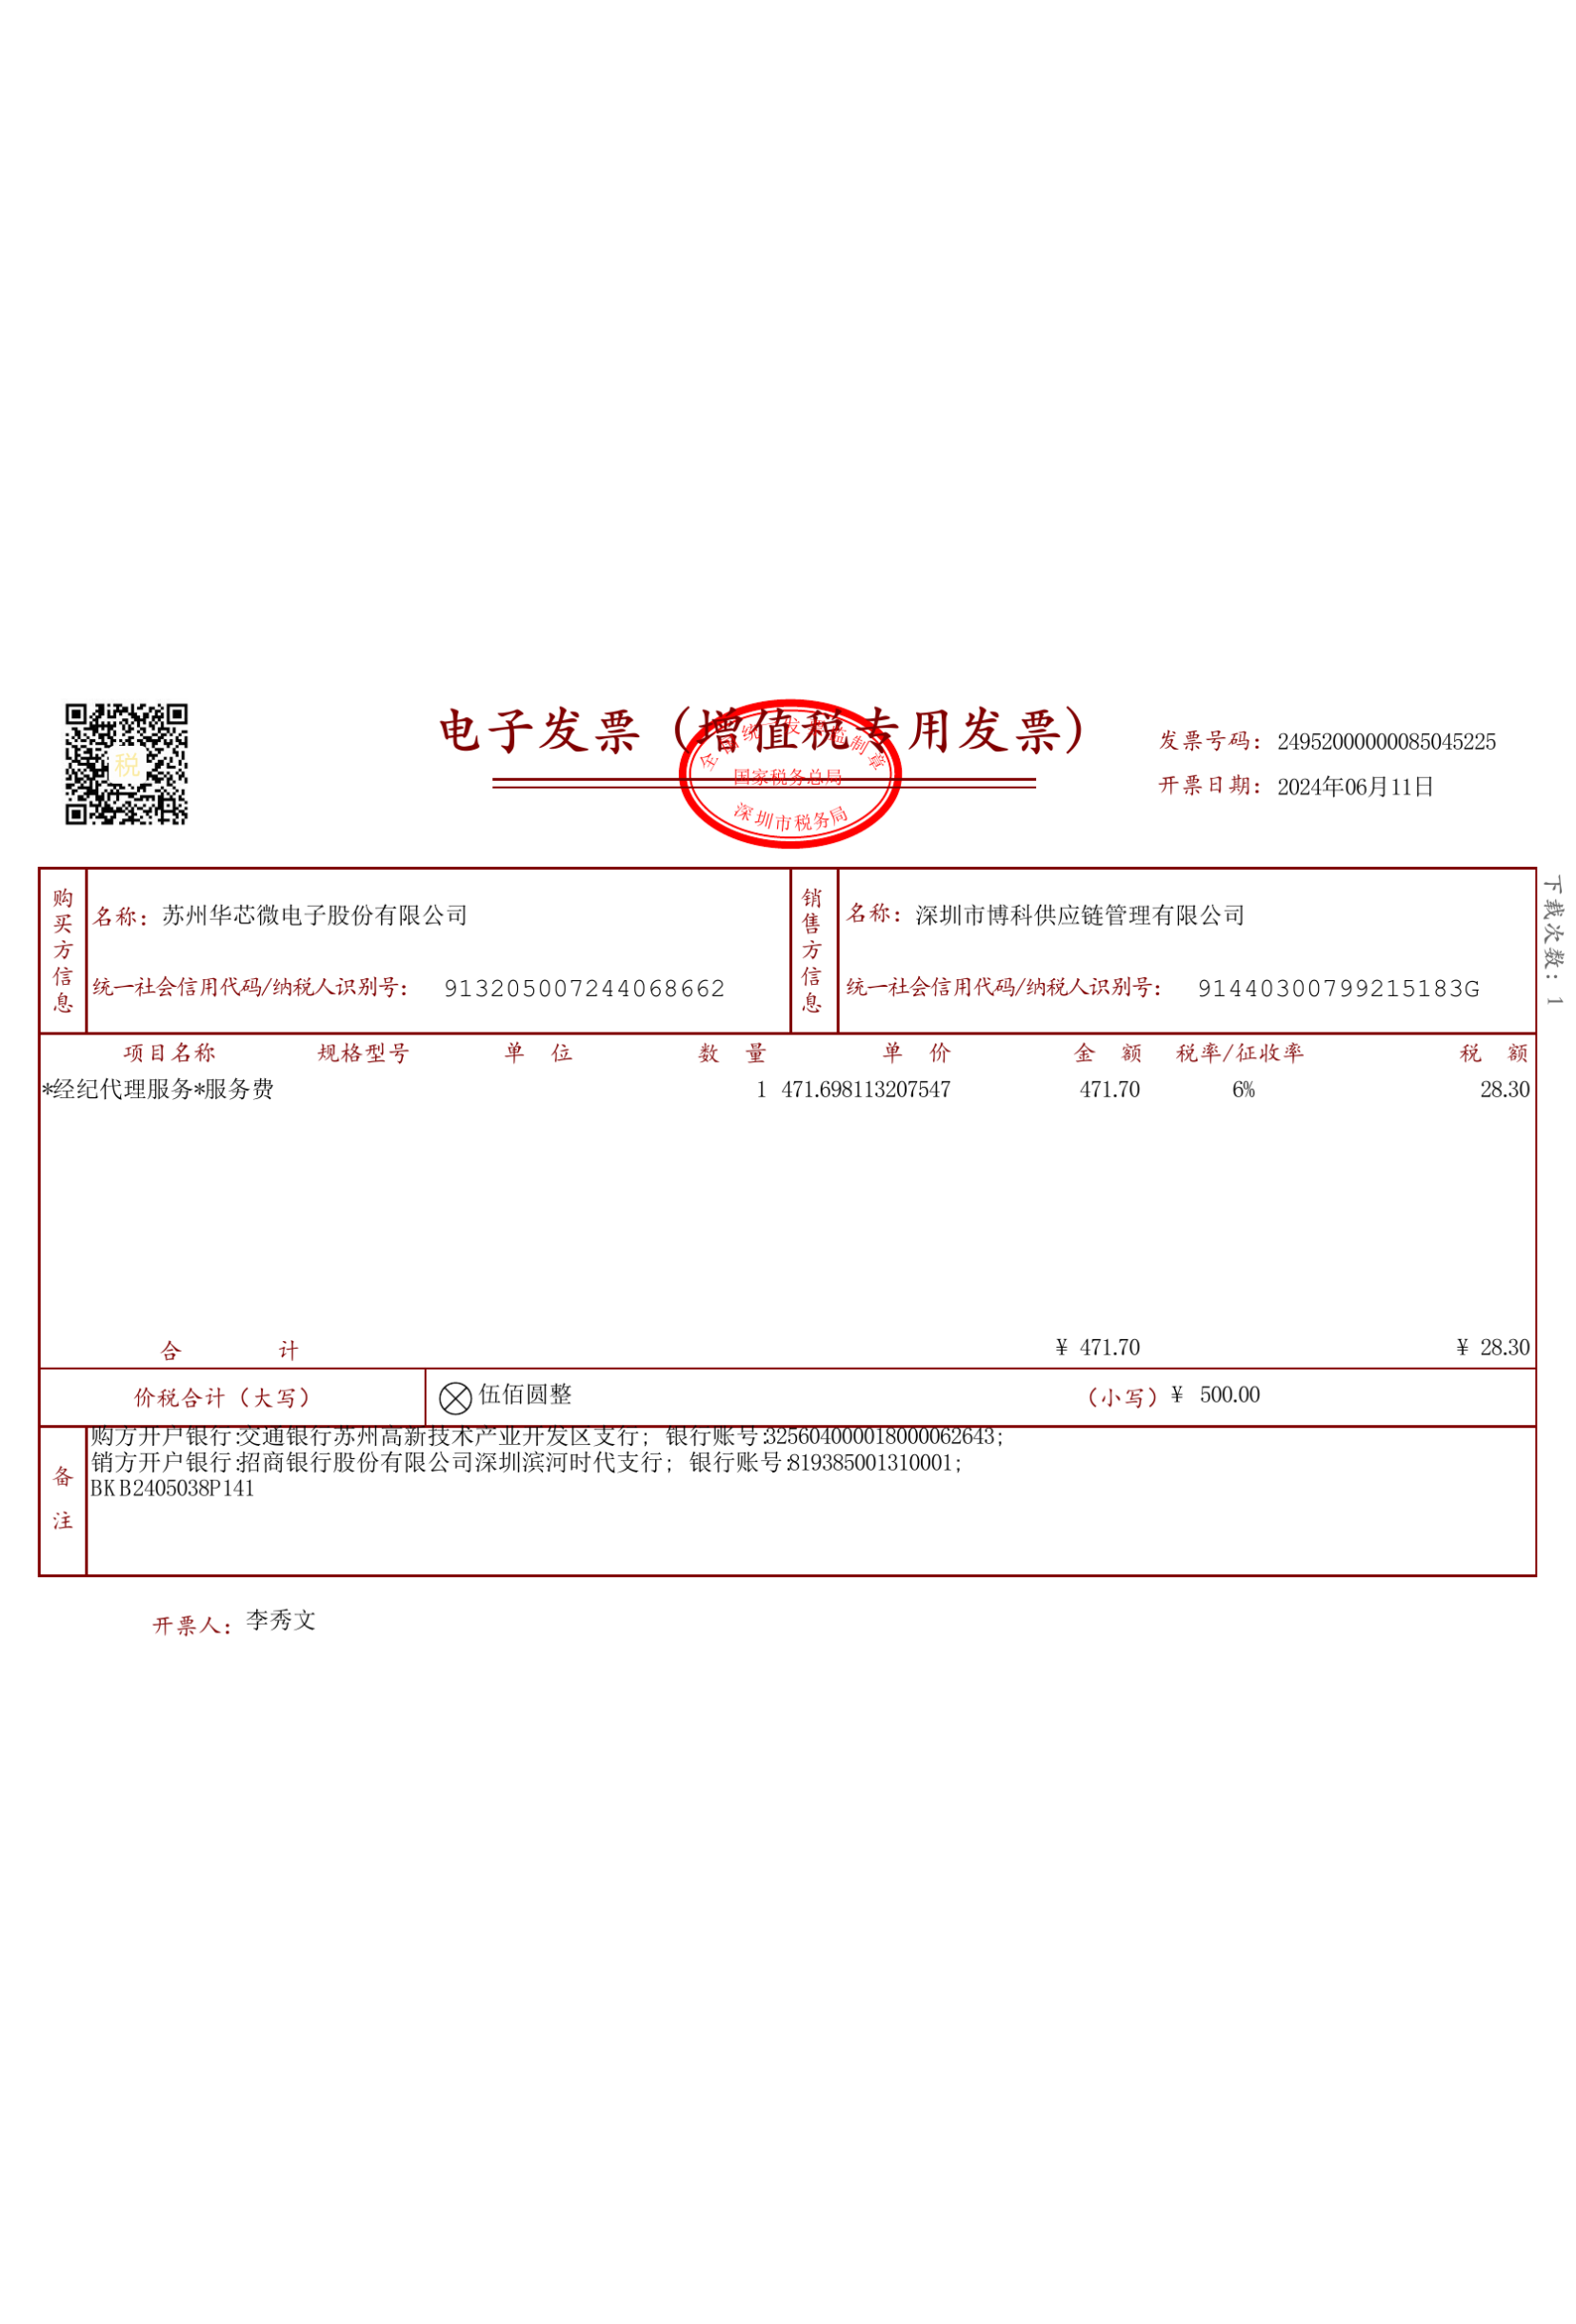 电子发票（增值税专用发票）
全国统一发票监制章
国家税务总局
深圳市税务局
税
发票号码：24952000000085045225
开票日期：2024年06月11日
购买方信息
名称：苏州华芯微电子股份有限公司
统一社会信用代码/纳税人识别号：913205007244068662
销售方信息
名称：深圳市博科供应链管理有限公司
统一社会信用代码/纳税人识别号：91440300799215183G
下载次数：1
项目名称 规格型号 单位 数量 单价 金额 税率/征收率 税额
*经纪代理服务*服务费 1 471.698113207547 471.70 6% 28.30
合计 ¥ 471.70 ¥ 28.30
价税合计（大写） 伍佰圆整 （小写）¥ 500.00
备注
购方开户银行:交通银行苏州高新技术产业开发区支行; 银行账号:325604000018000062643;
销方开户银行:招商银行股份有限公司深圳滨河时代支行; 银行账号:819385001310001;
BKB2405038P141
开票人：李秀文